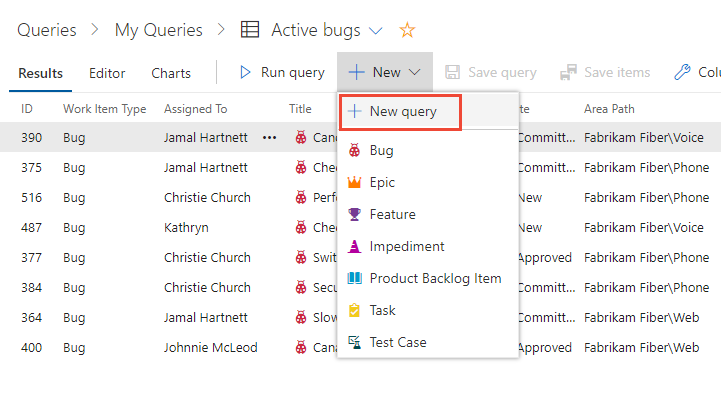 Queries > My Queries > Active bugs
Results Editor Charts Run query New Save query Save items Colu
ID Work Item Type Assigned To Title te Area Path
New query
390 Bug Jamal Hartnett ... Canc Committ... Fabrikam Fiber\Voice
375 Bug Jamal Hartnett Chec Committ... Fabrikam Fiber\Phone
Bug
516 Bug Christie Church Perfo New Fabrikam Fiber\Phone
Epic
487 Bug Kathryn Chec New Fabrikam Fiber\Voice
Feature
377 Bug Christie Church Swit Approved Fabrikam Fiber\Phone
Impediment
384 Bug Christie Church Secu Committ... Fabrikam Fiber\Phone
Product Backlog Item
364 Bug Jamal Hartnett Slow Committ... Fabrikam Fiber\Web
Task
400 Bug Johnnie McLeod Cana Approved Fabrikam Fiber\Web
Test Case